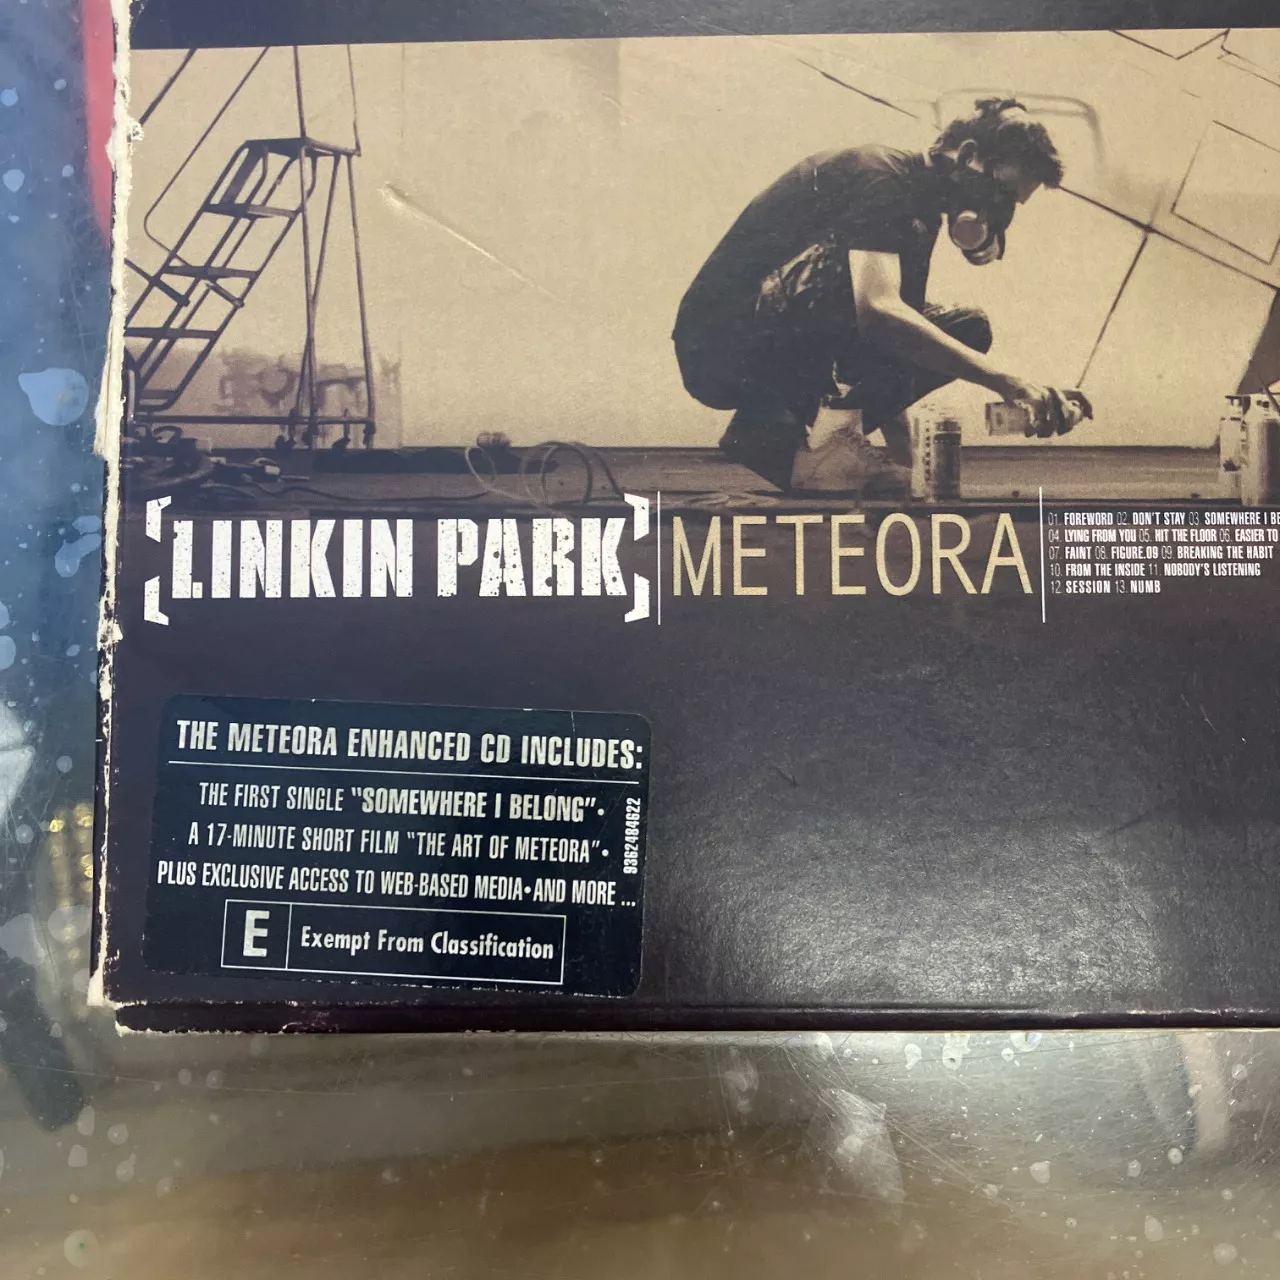 [LINKIN PARK]
METEORA
01. FOREWORD 02. DON'T STAY 03. SOMEWHERE I BE
04. LYING FROM YOU 05. HIT THE FLOOR 06. EASIER TO
07. FAINT 08. FIGURE.09 09. BREAKING THE HABIT
10. FROM THE INSIDE 11. NOBODY'S LISTENING
12. SESSION 13. NUMB
THE METEORA ENHANCED CD INCLUDES:
THE FIRST SINGLE "SOMEWHERE I BELONG"•
A 17-MINUTE SHORT FILM "THE ART OF METEORA"•
PLUS EXCLUSIVE ACCESS TO WEB-BASED MEDIA•AND MORE ...
9362484622
E Exempt From Classification